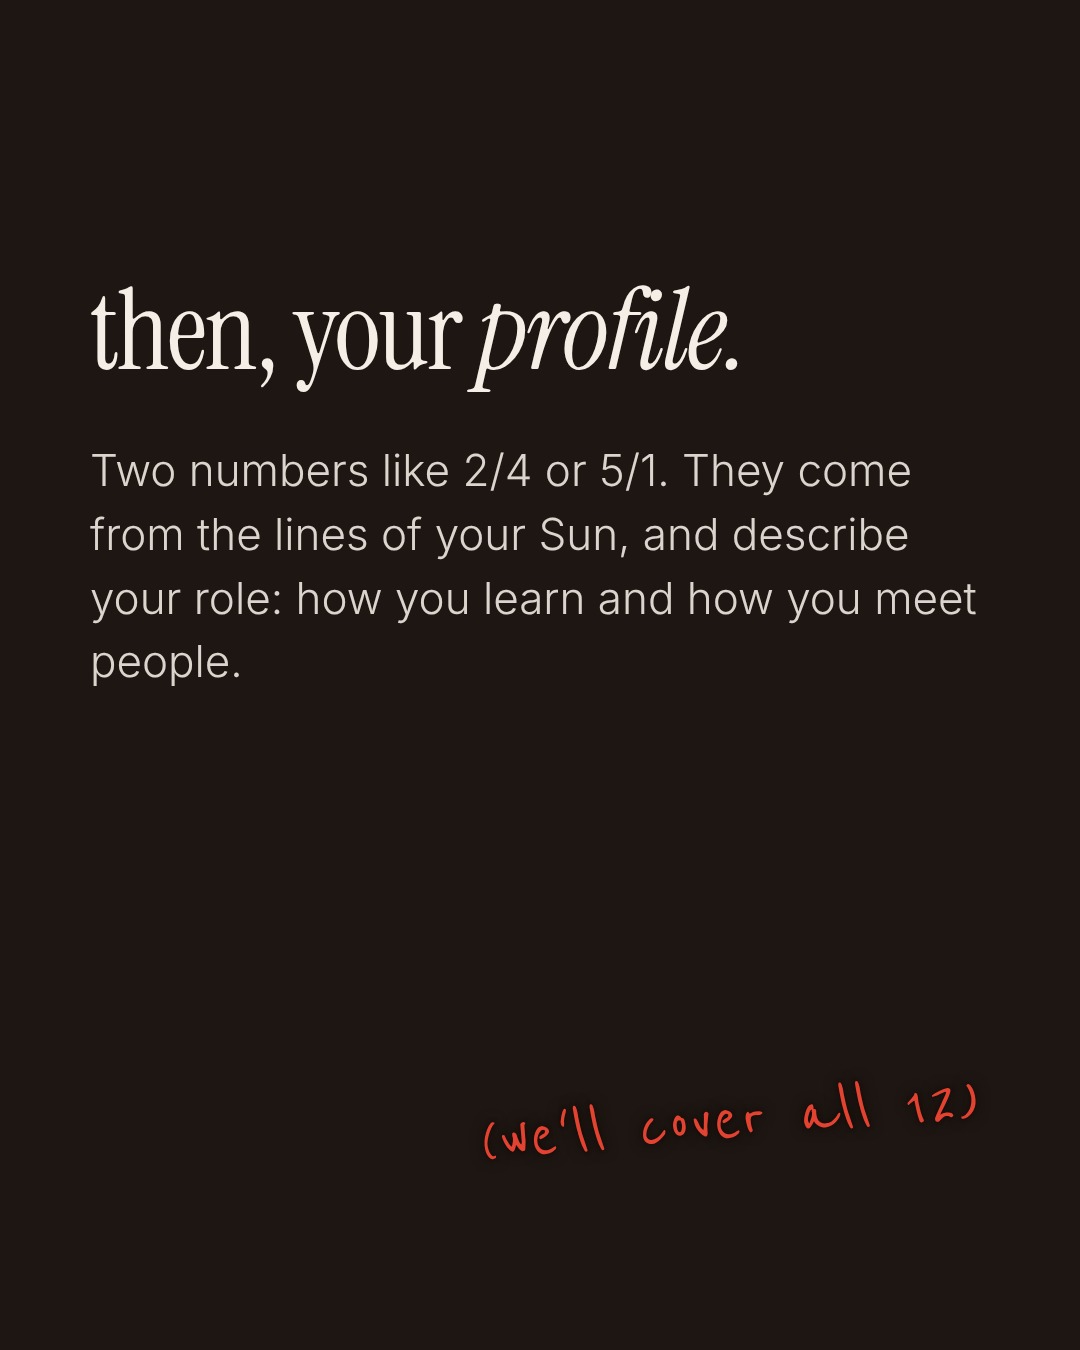 then, your profile.
Two numbers like 2/4 or 5/1. They come
from the lines of your Sun, and describe
your role: how you learn and how you meet
people.
(we'll cover all 12)